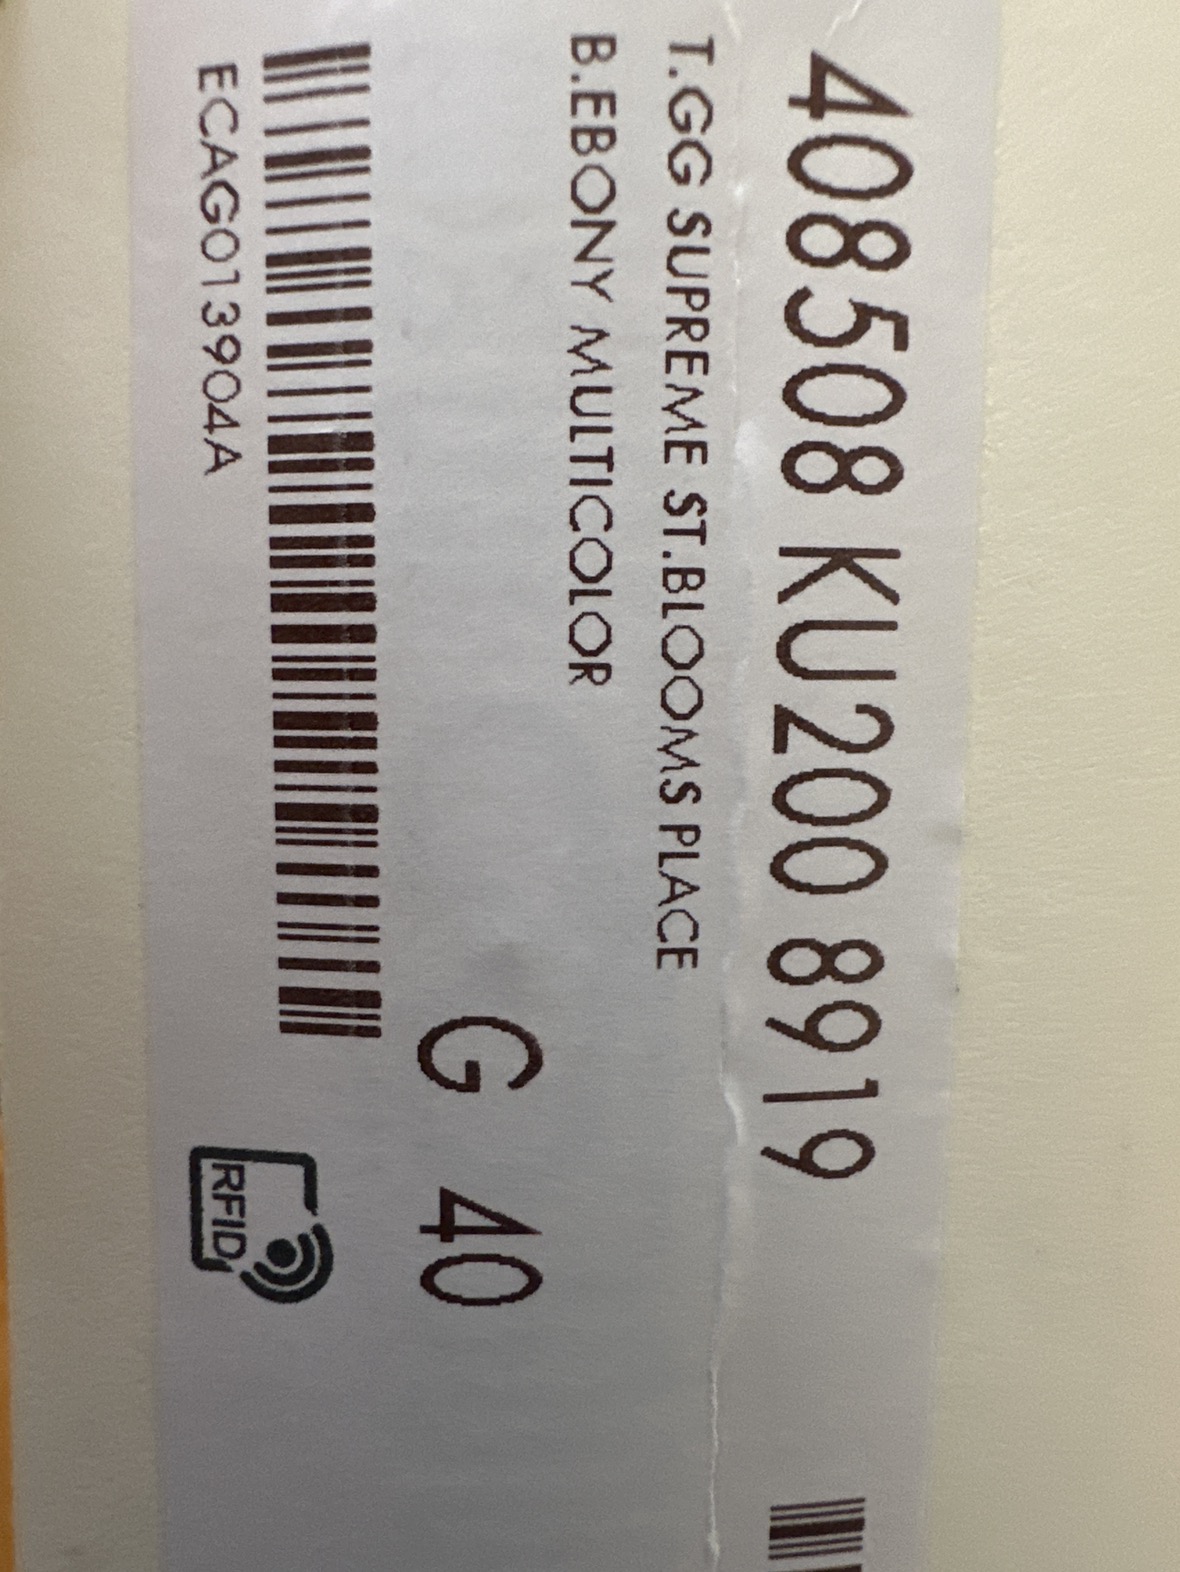 408508 KU200 8919
T.GG SUPREME ST.BLOOMS PLACE
B.EBONY MULTICOLOR
G 40
ECAG013904A
RFID